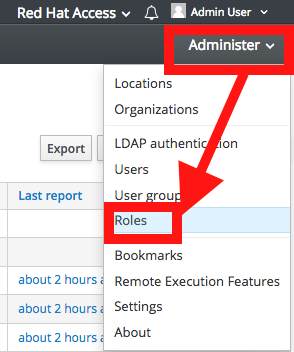 Red Hat Access
Admin User
Administer
Locations
Organizations
Export
LDAP authentication
Users
User group
Last report
Roles
Bookmarks
about 2 hours a
Remote Execution Features
about 2 hours a
Settings
about 2 hours a
About